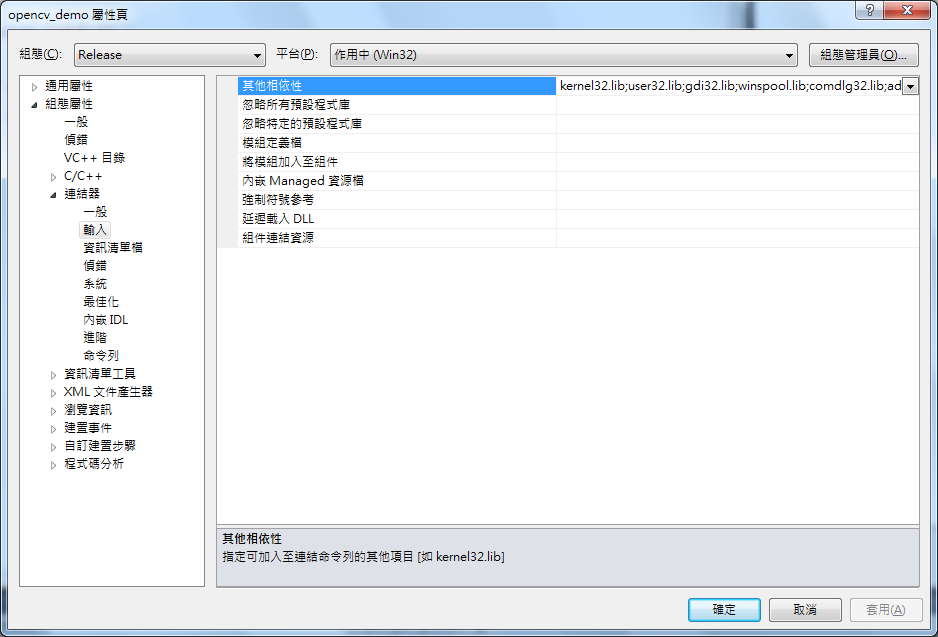 opencv_demo 屬性頁
組態(C): Release 平台(P): 作用中 (Win32) 組態管理員(O)...
通用屬性
組態屬性
一般
偵錯
VC++ 目錄
C/C++
連結器
一般
輸入
資訊清單檔
偵錯
系統
最佳化
內嵌 IDL
進階
命令列
資訊清單工具
XML 文件產生器
瀏覽資訊
建置事件
自訂建置步驟
程式碼分析
其他相依性 kernel32.lib;user32.lib;gdi32.lib;winspool.lib;comdlg32.lib;ad
忽略所有預設程式庫
忽略特定的預設程式庫
模組定義檔
將模組加入至組件
內嵌 Managed 資源檔
強制符號參考
延遲載入 DLL
組件連結資源
其他相依性
指定可加入至連結命令列的其他項目 [如 kernel32.lib]
確定 取消 套用(A)